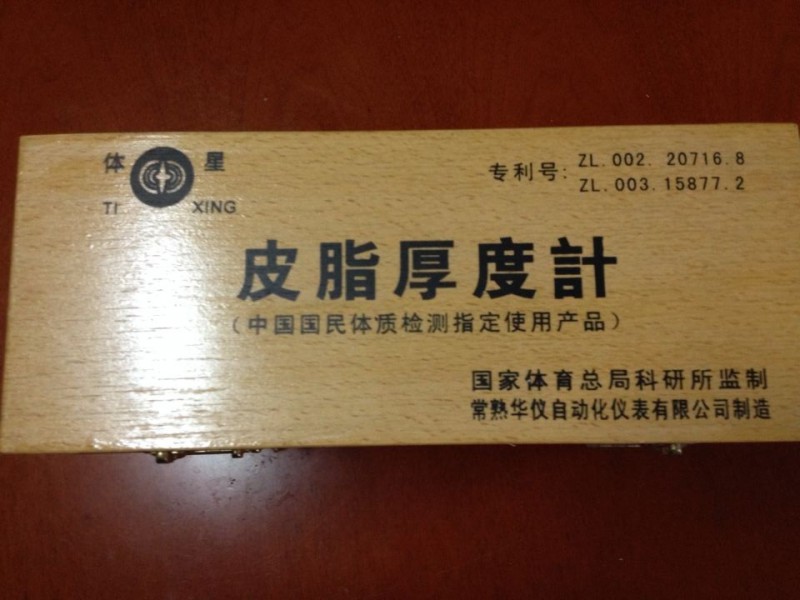 体 星
TI XING
专利号: ZL.002. 20716.8
ZL.003.15877.2
皮脂厚度計
（中国国民体质检测指定使用产品）
国家体育总局科研所监制
常熟华仪自动化仪表有限公司制造